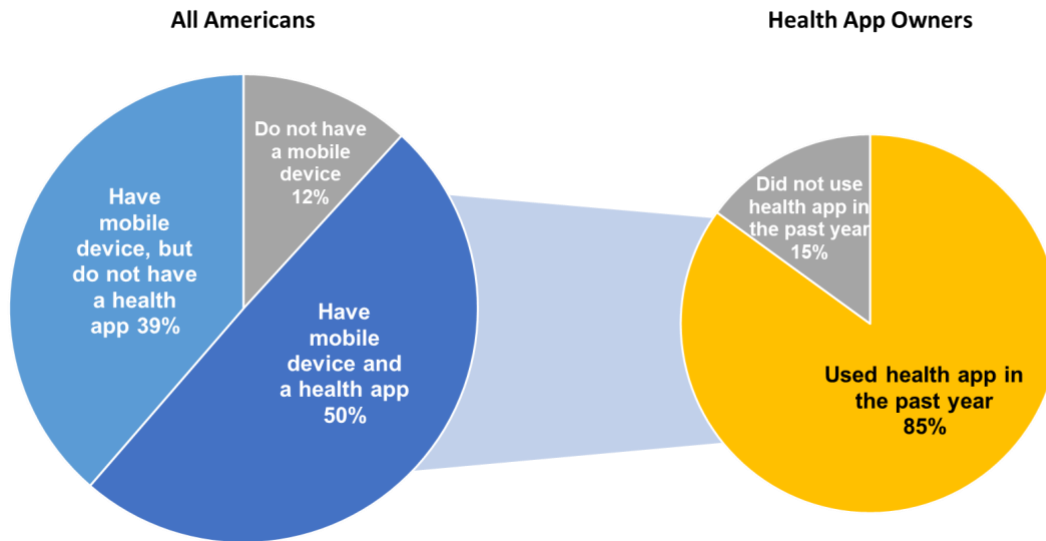 All Americans
Health App Owners
Do not have
a mobile
device
12%
Have
mobile
device, but
do not have
a health
app 39%
Have
mobile
device and
a health app
50%
Did not use
health app in
the past year
15%
Used health app in
the past year
85%